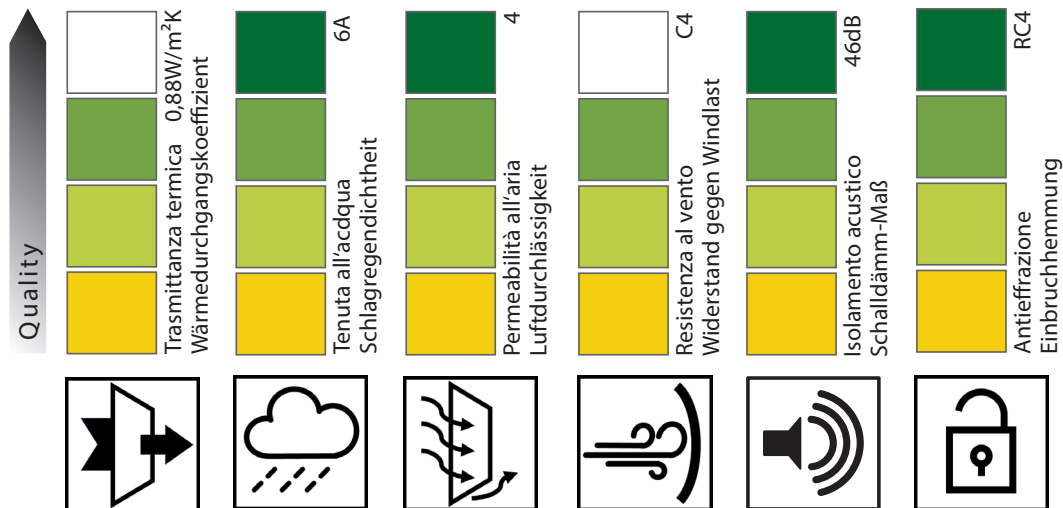 Quality
Trasmittanza termica 0,88W/m²K
Wärmedurchgangskoeffizient
6A
Tenuta all'acdqua
Schlagregendichtheit
4
Permeabilità all'aria
Luftdurchlässigkeit
C4
Resistenza al vento
Widerstand gegen Windlast
46dB
Isolamento acustico
Schalldämm-Maß
RC4
Antieffrazione
Einbruchhemmung